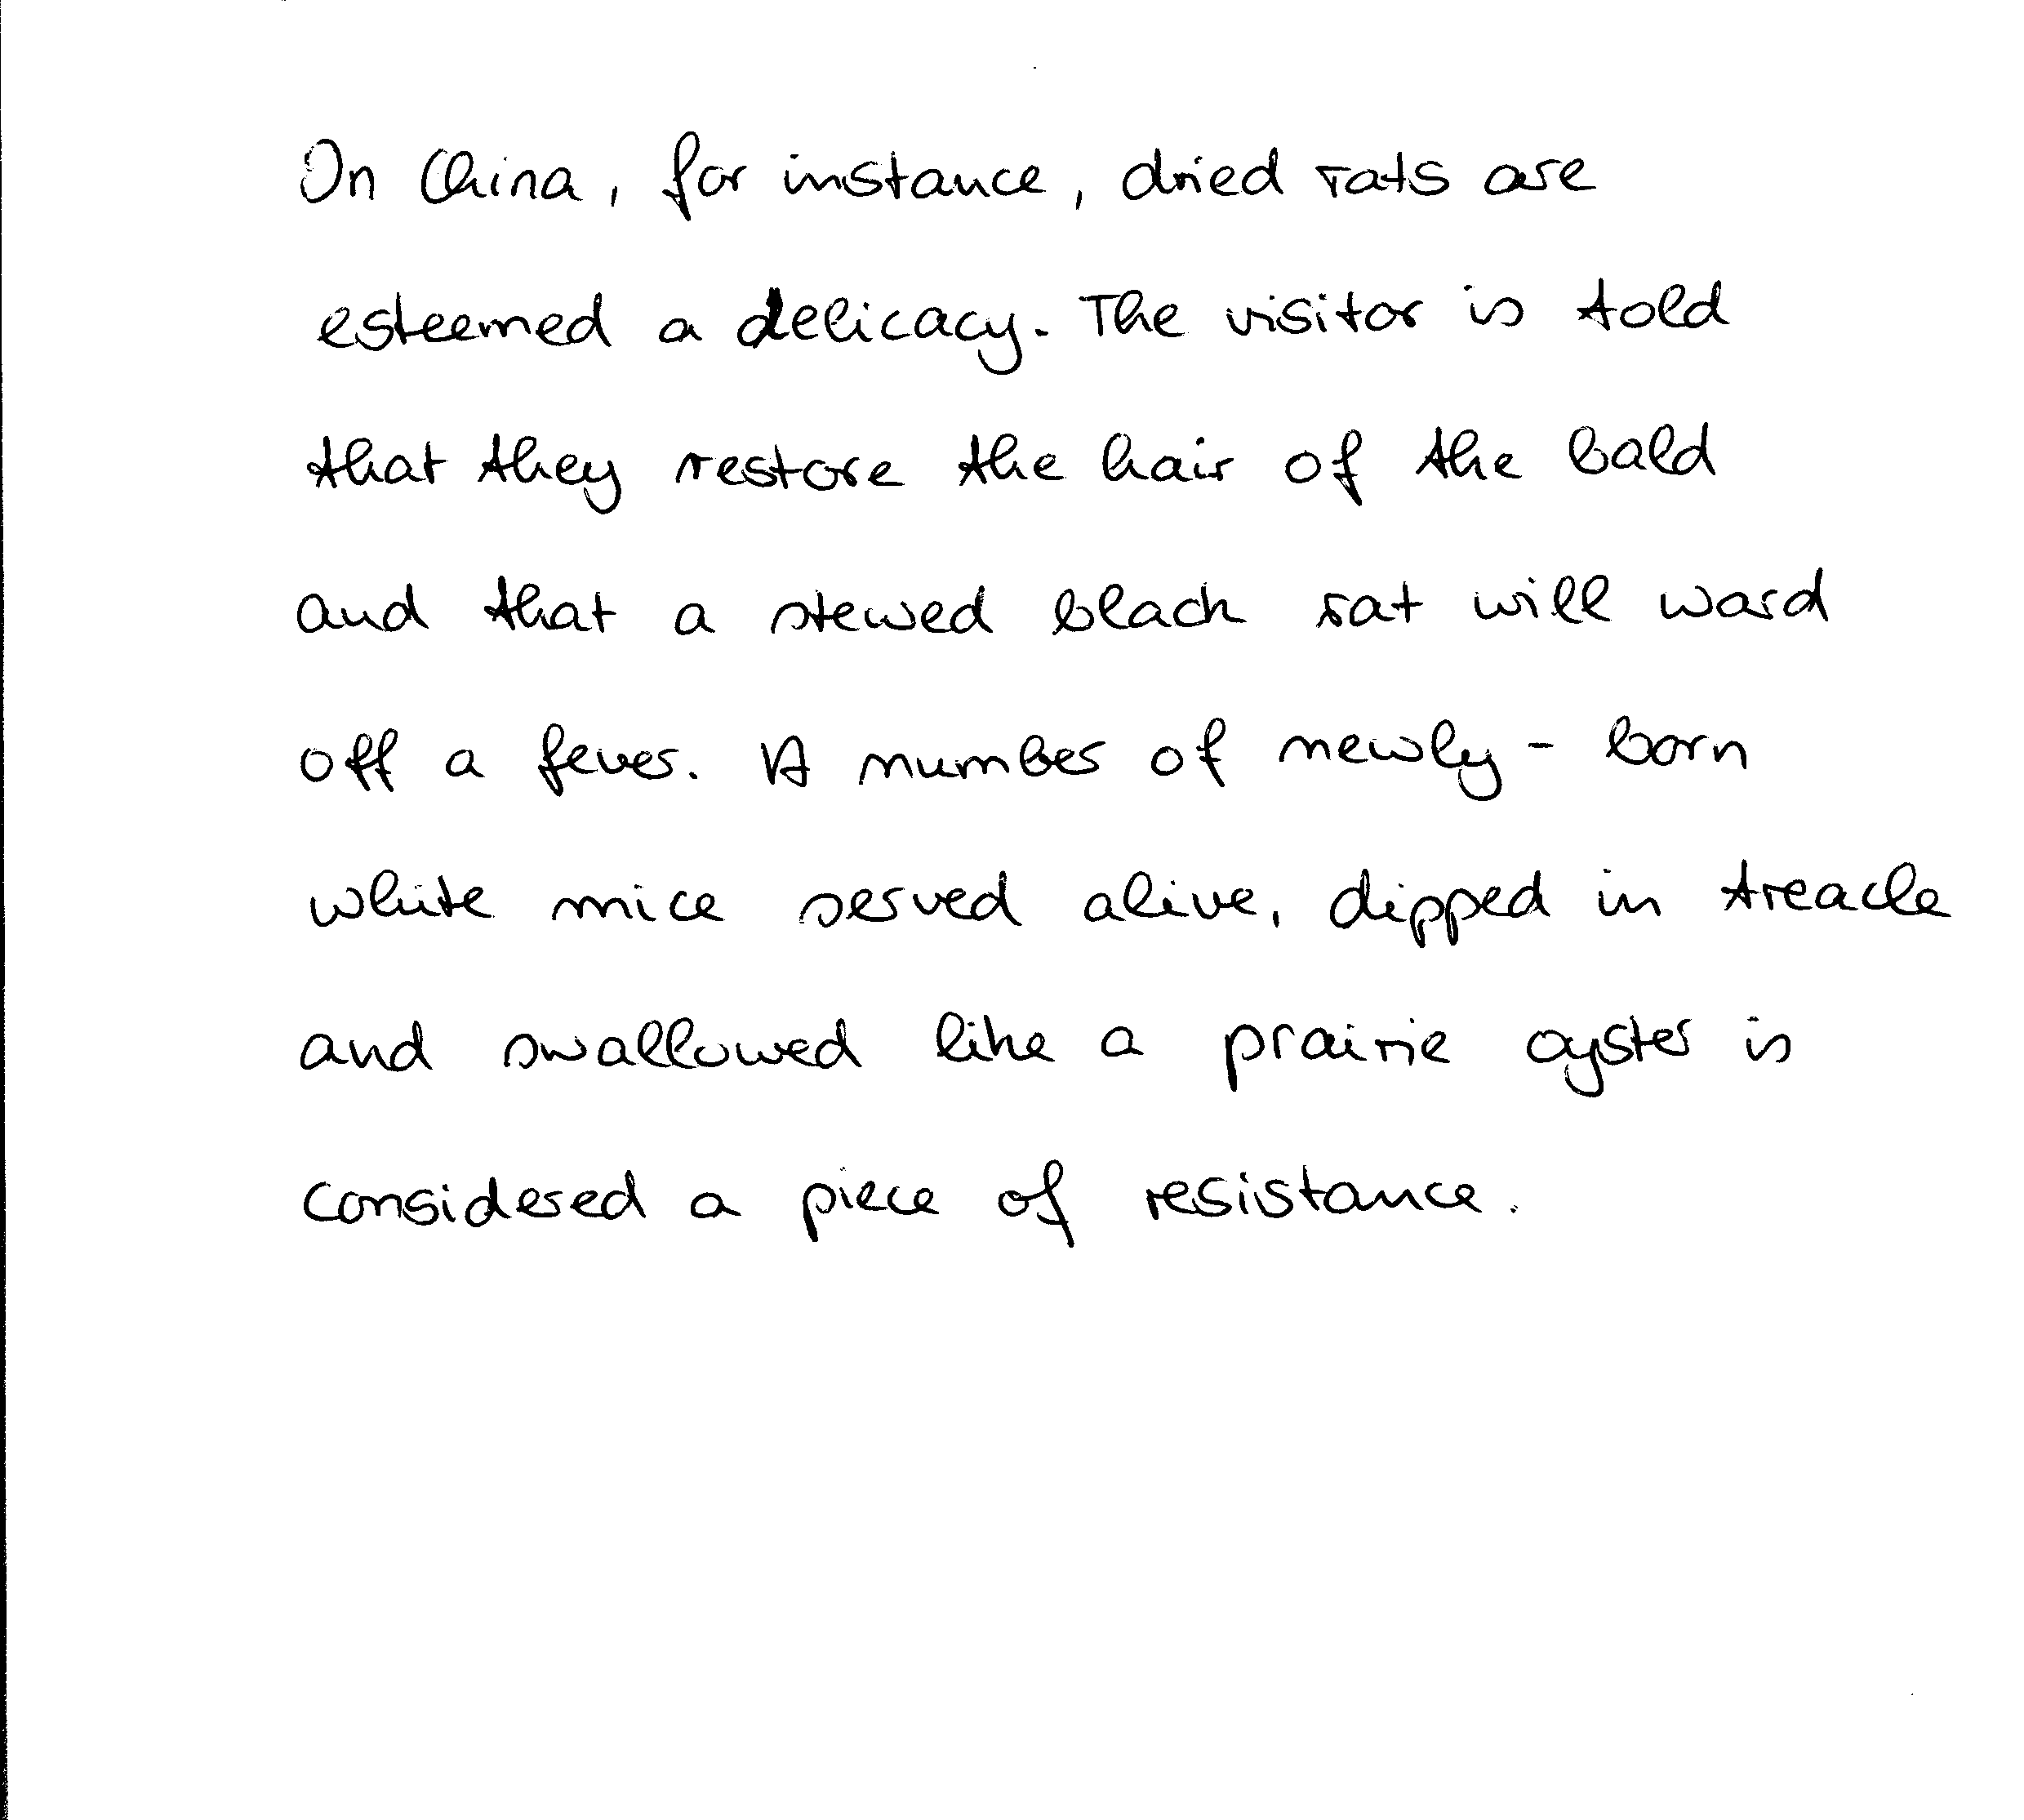 In China, for instance, dried rats are
esteemed a delicacy. The visitor is told
that they restore the hair of the bald
and that a stewed black rat will ward
off a fever. A number of newly - born
white mice served alive, dipped in treacle
and swallowed like a prairie oyster is
considered a piece of resistance.